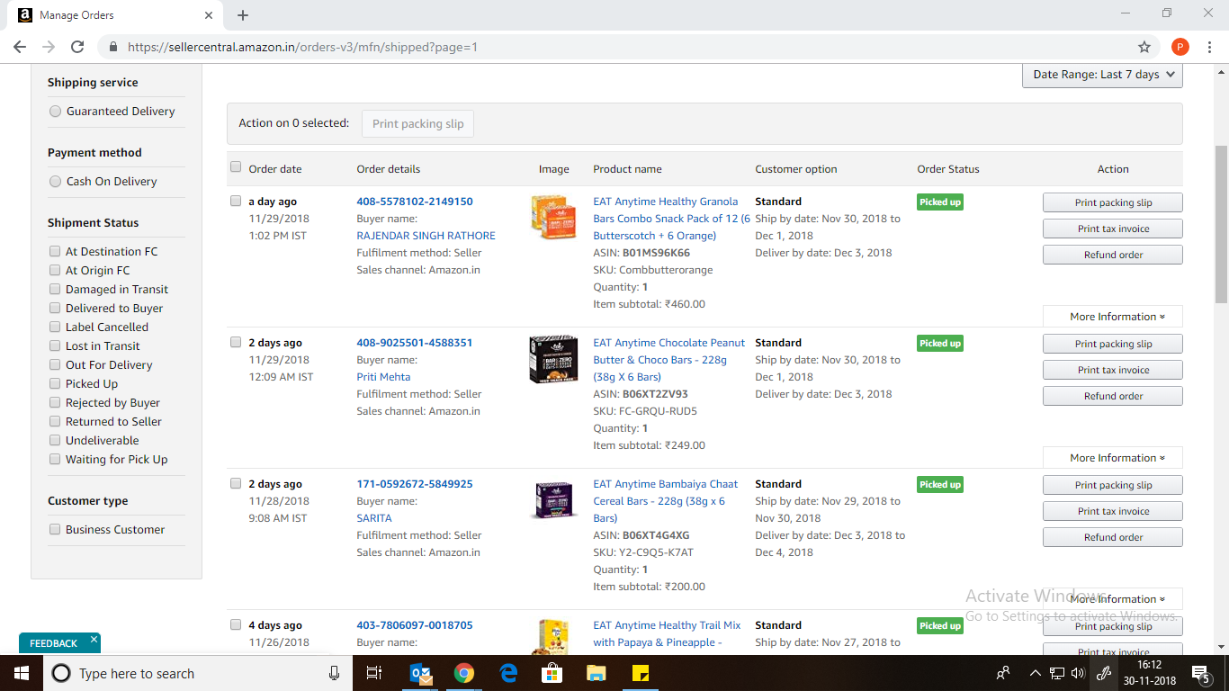 Manage Orders
https://sellercentral.amazon.in/orders-v3/mfn/shipped?page=1
P
Shipping service
Guaranteed Delivery
Payment method
Cash On Delivery
Shipment Status
At Destination FC
At Origin FC
Damaged in Transit
Delivered to Buyer
Label Cancelled
Lost in Transit
Out For Delivery
Picked Up
Rejected by Buyer
Returned to Seller
Undeliverable
Waiting for Pick Up
Customer type
Business Customer
FEEDBACK
Date Range: Last 7 days
Action on 0 selected: Print packing slip
Order date Order details Image Product name Customer option Order Status Action
a day ago
11/29/2018
1:02 PM IST
408-5578102-2149150
Buyer name:
RAJENDAR SINGH RATHORE
Fulfilment method: Seller
Sales channel: Amazon.in
EAT Anytime Healthy Granola
Bars Combo Snack Pack of 12 (6
Butterscotch + 6 Orange)
ASIN: B01MS96K66
SKU: Combbutterorange
Quantity: 1
Item subtotal: ₹460.00
Standard
Ship by date: Nov 30, 2018 to
Dec 1, 2018
Deliver by date: Dec 3, 2018
Picked up
Print packing slip
Print tax invoice
Refund order
More Information
2 days ago
11/29/2018
12:09 AM IST
408-9025501-4588351
Buyer name:
Priti Mehta
Fulfilment method: Seller
Sales channel: Amazon.in
EAT Anytime Chocolate Peanut
Butter & Choco Bars - 228g
(38g X 6 Bars)
ASIN: B06XT2ZV93
SKU: FC-GRQU-RUD5
Quantity: 1
Item subtotal: ₹249.00
Standard
Ship by date: Nov 30, 2018 to
Dec 1, 2018
Deliver by date: Dec 3, 2018
Picked up
Print packing slip
Print tax invoice
Refund order
More Information
2 days ago
11/28/2018
9:08 AM IST
171-0592672-5849925
Buyer name:
SARITA
Fulfilment method: Seller
Sales channel: Amazon.in
EAT Anytime Bambaiya Chaat
Cereal Bars - 228g (38g x 6
Bars)
ASIN: B06XT4G4XG
SKU: Y2-C9Q5-K7AT
Quantity: 1
Item subtotal: ₹200.00
Standard
Ship by date: Nov 29, 2018 to
Nov 30, 2018
Deliver by date: Dec 3, 2018 to
Dec 4, 2018
Picked up
Print packing slip
Print tax invoice
Refund order
More Information
4 days ago
11/26/2018
403-7806097-0018705
Buyer name:
EAT Anytime Healthy Trail Mix
with Papaya & Pineapple -
Standard
Ship by date: Nov 27, 2018 to
Picked up
Print packing slip
Print tax invoice
Activate Windows
Go to Settings to activate Windows.
Type here to search
16:12
30-11-2018
5